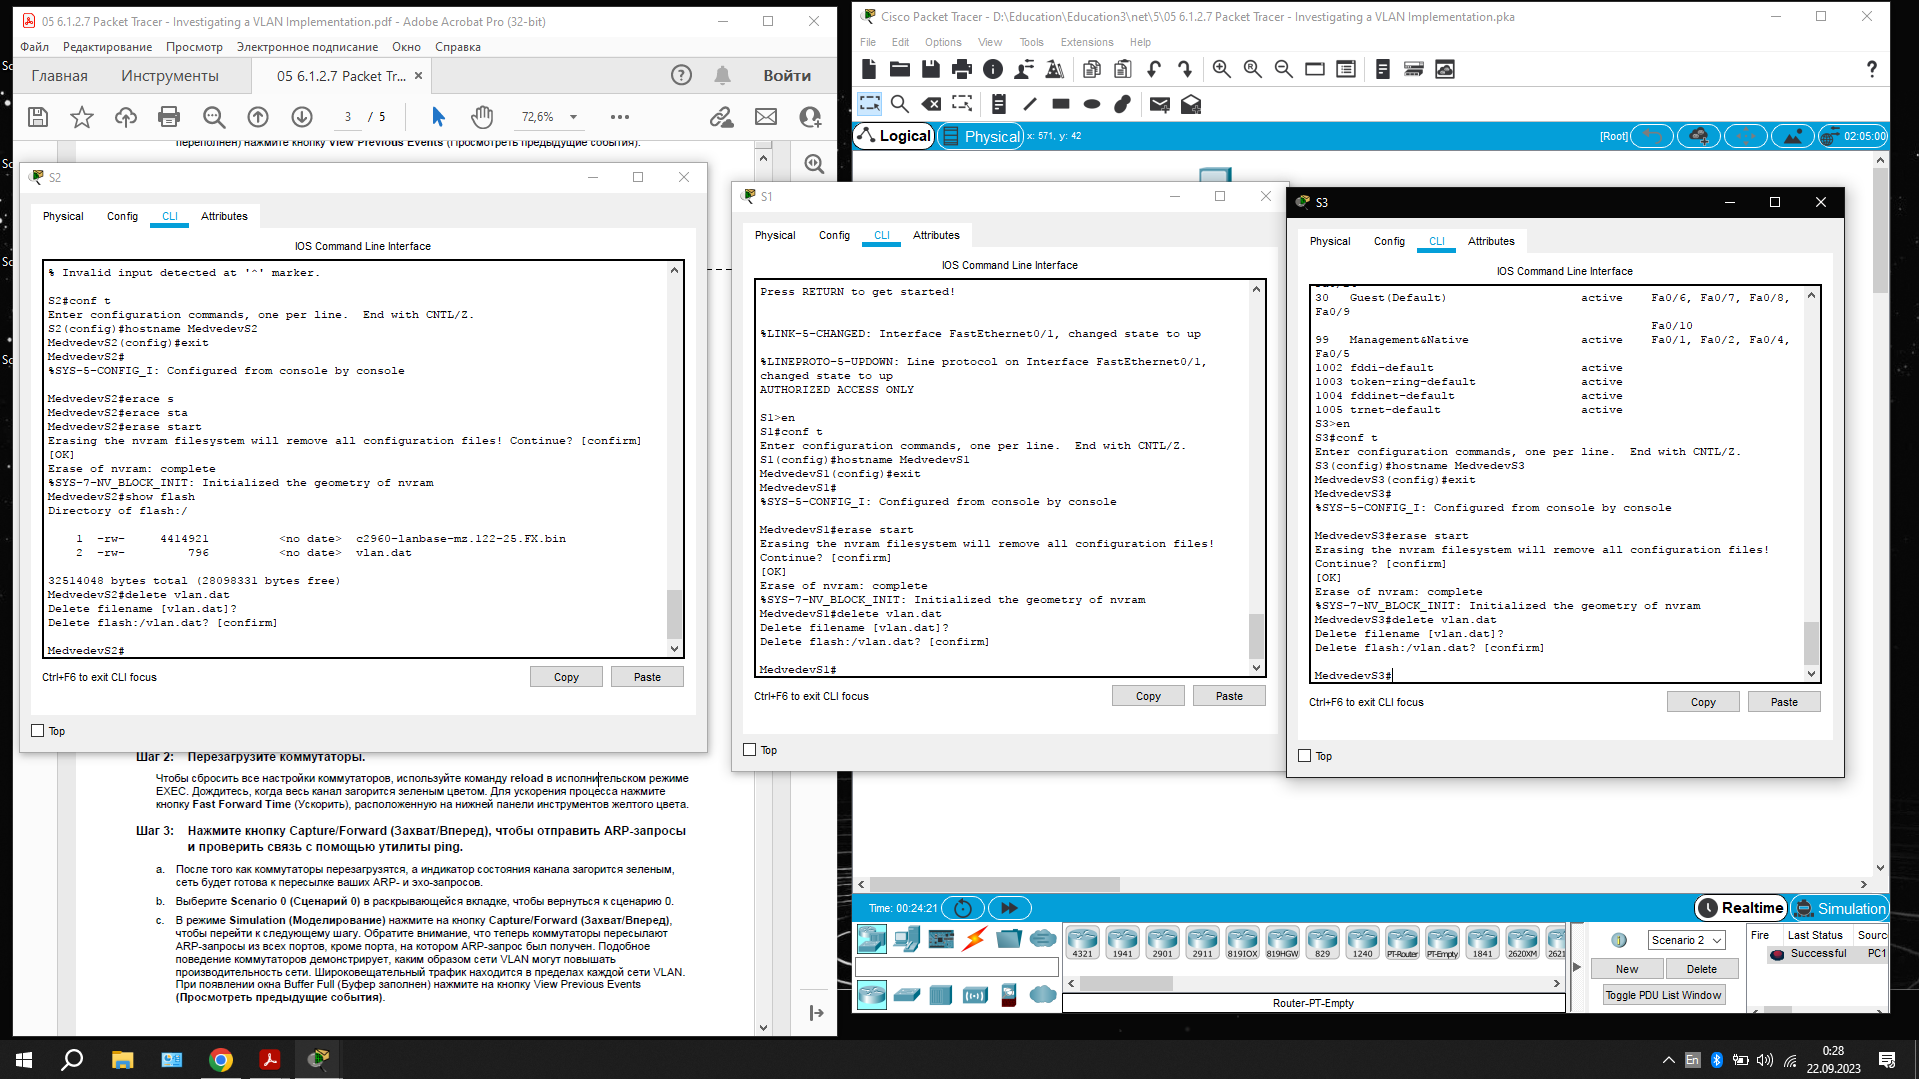 05 6.1.2.7 Packet Tracer - Investigating a VLAN Implementation.pdf - Adobe Acrobat Pro (32-bit)
Файл Редактирование Просмотр Электронное подписание Окно Справка
Главная Инструменты 05 6.1.2.7 Packet Tr... × Войти
3 / 5 72,6%
переполнен) нажмите кнопку View Previous Events (Просмотреть предыдущие события).
S2
Physical Config CLI Attributes
IOS Command Line Interface
% Invalid input detected at '^' marker.
S2#conf t
Enter configuration commands, one per line. End with CNTL/Z.
S2(config)#hostname MedvedevS2
MedvedevS2(config)#exit
MedvedevS2#
%SYS-5-CONFIG_I: Configured from console by console
MedvedevS2#erace s
MedvedevS2#erace sta
MedvedevS2#erase start
Erasing the nvram filesystem will remove all configuration files! Continue? [confirm]
[OK]
Erase of nvram: complete
%SYS-7-NV_BLOCK_INIT: Initialized the geometry of nvram
MedvedevS2#show flash
Directory of flash:/
1 -rw- 4414921 <no date> c2960-lanbase-mz.122-25.FX.bin
2 -rw- 796 <no date> vlan.dat
32514048 bytes total (28098331 bytes free)
MedvedevS2#delete vlan.dat
Delete filename [vlan.dat]?
Delete flash:/vlan.dat? [confirm]
MedvedevS2#
Ctrl+F6 to exit CLI focus
Copy Paste
Top
Шаг 2: Перезагрузите коммутаторы.
Чтобы сбросить все настройки коммутаторов, используйте команду reload в исполнительском режиме
EXEC. Дождитесь, когда весь канал загорится зеленым цветом. Для ускорения процесса нажмите
кнопку Fast Forward Time (Ускорить), расположенную на нижней панели инструментов желтого цвета.
Шаг 3: Нажмите кнопку Capture/Forward (Захват/Вперед), чтобы отправить ARP-запросы
и проверить связь с помощью утилиты ping.
a. После того как коммутаторы перезагрузятся, а индикатор состояния канала загорится зеленым,
сеть будет готова к пересылке ваших ARP- и эхо-запросов.
b. Выберите Scenario 0 (Сценарий 0) в раскрывающейся вкладке, чтобы вернуться к сценарию 0.
c. В режиме Simulation (Моделирование) нажмите на кнопку Capture/Forward (Захват/Вперед),
чтобы перейти к следующему шагу. Обратите внимание, что теперь коммутаторы пересылают
ARP-запросы из всех портов, кроме порта, на котором ARP-запрос был получен. Подобное
поведение коммутаторов демонстрирует, каким образом сети VLAN могут повышать
производительность сети. Широковещательный трафик находится в пределах каждой сети VLAN.
При появлении окна Buffer Full (Буфер заполнен) нажмите на кнопку View Previous Events
(Просмотреть предыдущие события).
Cisco Packet Tracer - D:\Education\Education3\net\5\05 6.1.2.7 Packet Tracer - Investigating a VLAN Implementation.pka
File Edit Options View Tools Extensions Help
Logical Physical x: 571, y: 42 [Root] 02:05:00
S1
Physical Config CLI Attributes
IOS Command Line Interface
Press RETURN to get started!
%LINK-5-CHANGED: Interface FastEthernet0/1, changed state to up
%LINEPROTO-5-UPDOWN: Line protocol on Interface FastEthernet0/1,
changed state to up
AUTHORIZED ACCESS ONLY
S1>en
S1#conf t
Enter configuration commands, one per line. End with CNTL/Z.
S1(config)#hostname MedvedevS1
MedvedevS1(config)#exit
MedvedevS1#
%SYS-5-CONFIG_I: Configured from console by console
MedvedevS1#erase start
Erasing the nvram filesystem will remove all configuration files!
Continue? [confirm]
[OK]
Erase of nvram: complete
%SYS-7-NV_BLOCK_INIT: Initialized the geometry of nvram
MedvedevS1#delete vlan.dat
Delete filename [vlan.dat]?
Delete flash:/vlan.dat? [confirm]
MedvedevS1#
Ctrl+F6 to exit CLI focus
Copy Paste
Top
S3
Physical Config CLI Attributes
IOS Command Line Interface
30 Guest(Default) active Fa0/6, Fa0/7, Fa0/8,
Fa0/9
Fa0/10
99 Management&Native active Fa0/1, Fa0/2, Fa0/4,
Fa0/5
1002 fddi-default active
1003 token-ring-default active
1004 fddinet-default active
1005 trnet-default active
S3>en
S3#conf t
Enter configuration commands, one per line. End with CNTL/Z.
S3(config)#hostname MedvedevS3
MedvedevS3(config)#exit
MedvedevS3#
%SYS-5-CONFIG_I: Configured from console by console
MedvedevS3#erase start
Erasing the nvram filesystem will remove all configuration files!
Continue? [confirm]
[OK]
Erase of nvram: complete
%SYS-7-NV_BLOCK_INIT: Initialized the geometry of nvram
MedvedevS3#delete vlan.dat
Delete filename [vlan.dat]?
Delete flash:/vlan.dat? [confirm]
MedvedevS3#
Ctrl+F6 to exit CLI focus
Copy Paste
Top
Time: 00:24:21 Realtime Simulation
4321 1941 2901 2911 819IOX 819HGW 829 1240 PT-Router PT-Empty 1841 2620XM 2621
Router-PT-Empty
Scenario 2
New Delete
Toggle PDU List Window
Fire Last Status Sourc
Successful PC1
En
0:28
22.09.2023